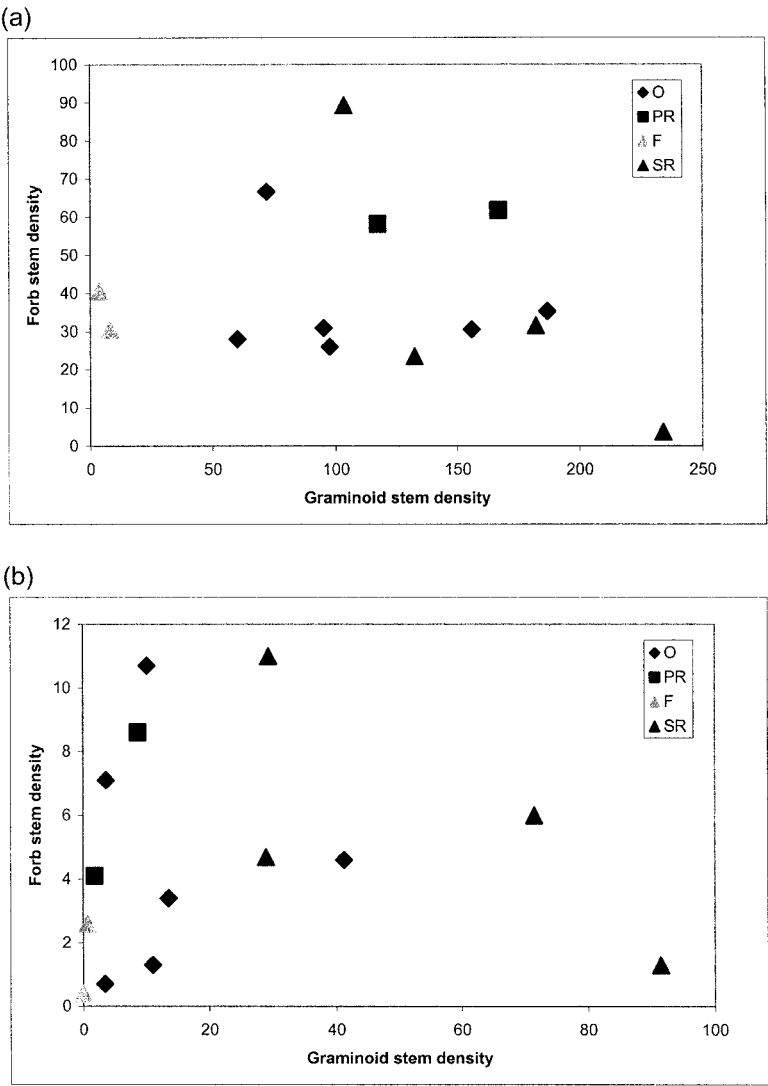 (a)
100
90
80
70
60
50
40
30
20
10
0
Forb stem density
0 50 100 150 200 250
Graminoid stem density
O
PR
F
SR
(b)
12
10
8
6
4
2
0
Forb stem density
0 20 40 60 80 100
Graminoid stem density
O
PR
F
SR